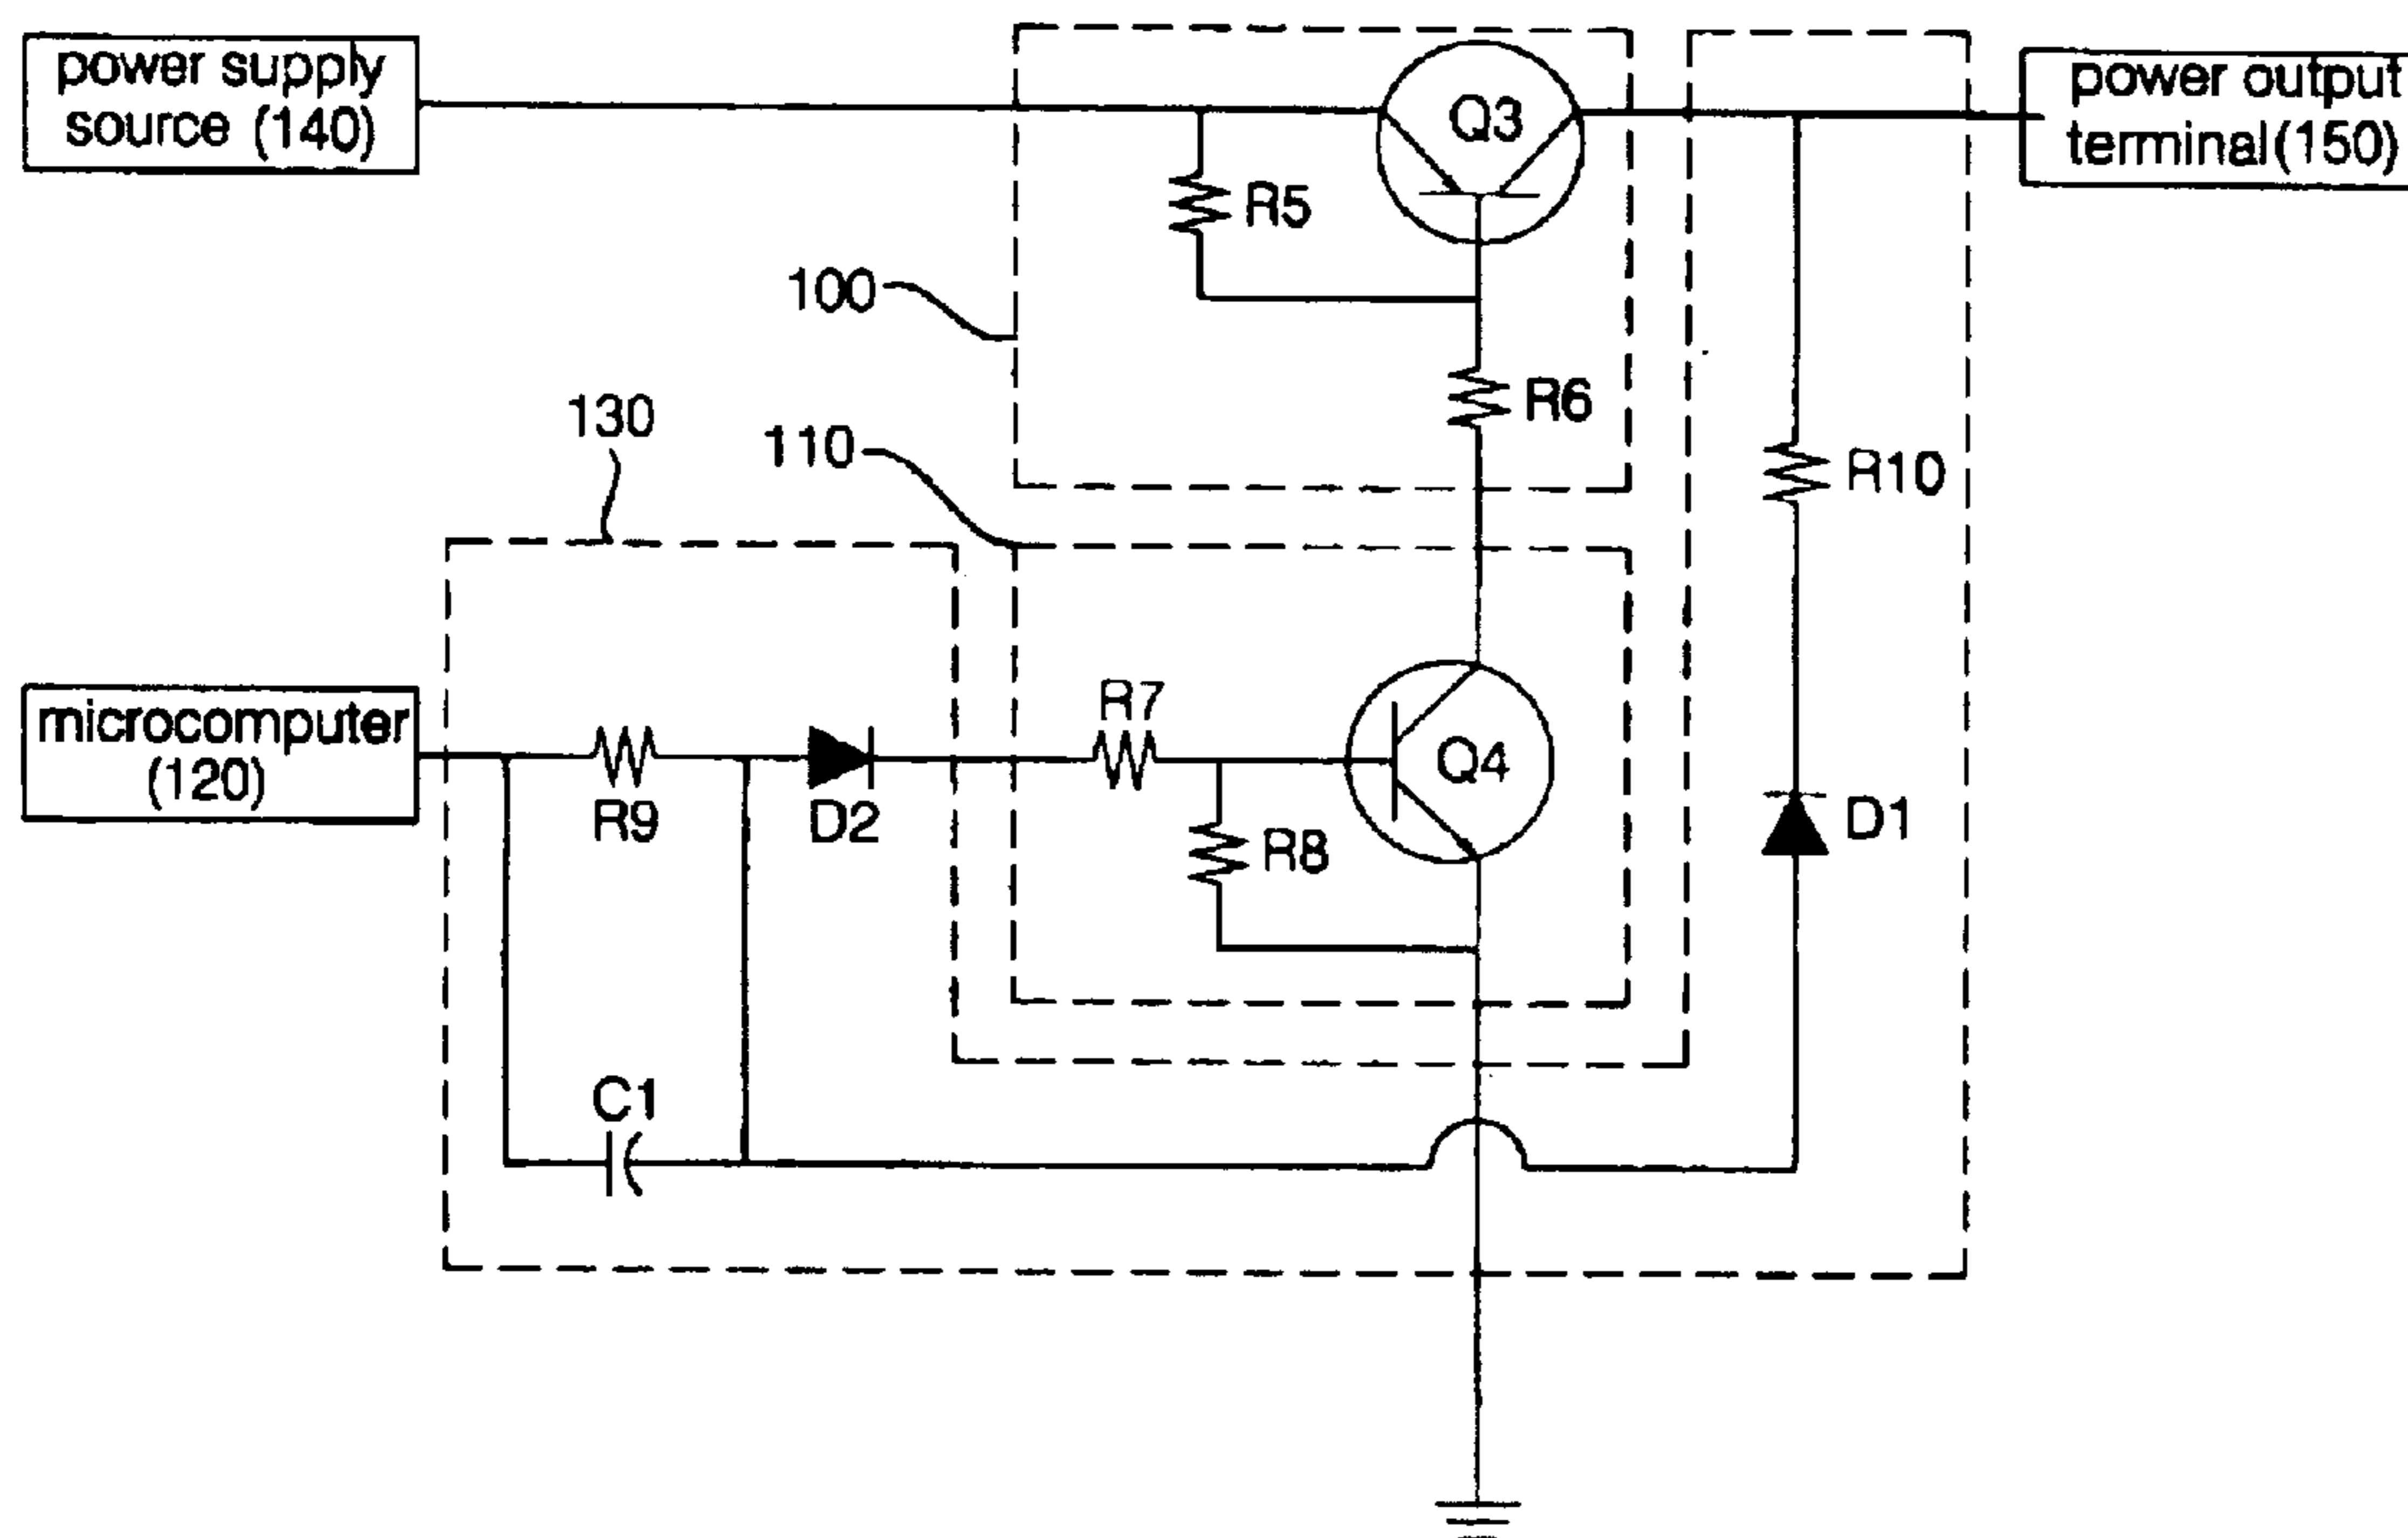 power supply
source (140)
Q3
power output
terminal(150)
R5
100
R6
130
110
R10
microcomputer
(120)
R9
D2
R7
Q4
R8
D1
C1